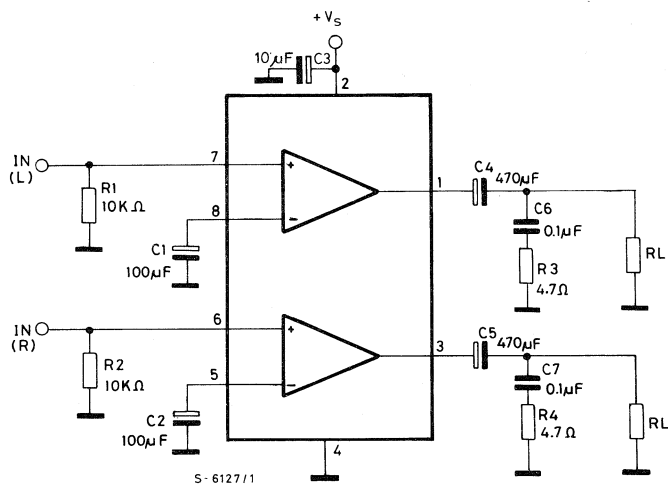 +VS
10µF C3
2
IN
(L)
7
+
R1
10KΩ
8
−
C1
100µF
1
C4
470µF
C6
0.1µF
R3
4.7Ω
RL
IN
(R)
6
+
R2
10KΩ
5
−
C2
100µF
3
C5
470µF
C7
0.1µF
R4
4.7Ω
RL
4
S-6127/1